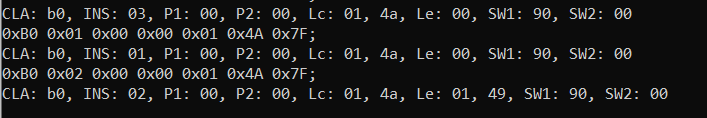 CLA: b0, INS: 03, P1: 00, P2: 00, Lc: 01, 4a, Le: 00, SW1: 90, SW2: 00
0xB0 0x01 0x00 0x00 0x01 0x4A 0x7F;
CLA: b0, INS: 01, P1: 00, P2: 00, Lc: 01, 4a, Le: 00, SW1: 90, SW2: 00
0xB0 0x02 0x00 0x00 0x01 0x4A 0x7F;
CLA: b0, INS: 02, P1: 00, P2: 00, Lc: 01, 4a, Le: 01, 49, SW1: 90, SW2: 00